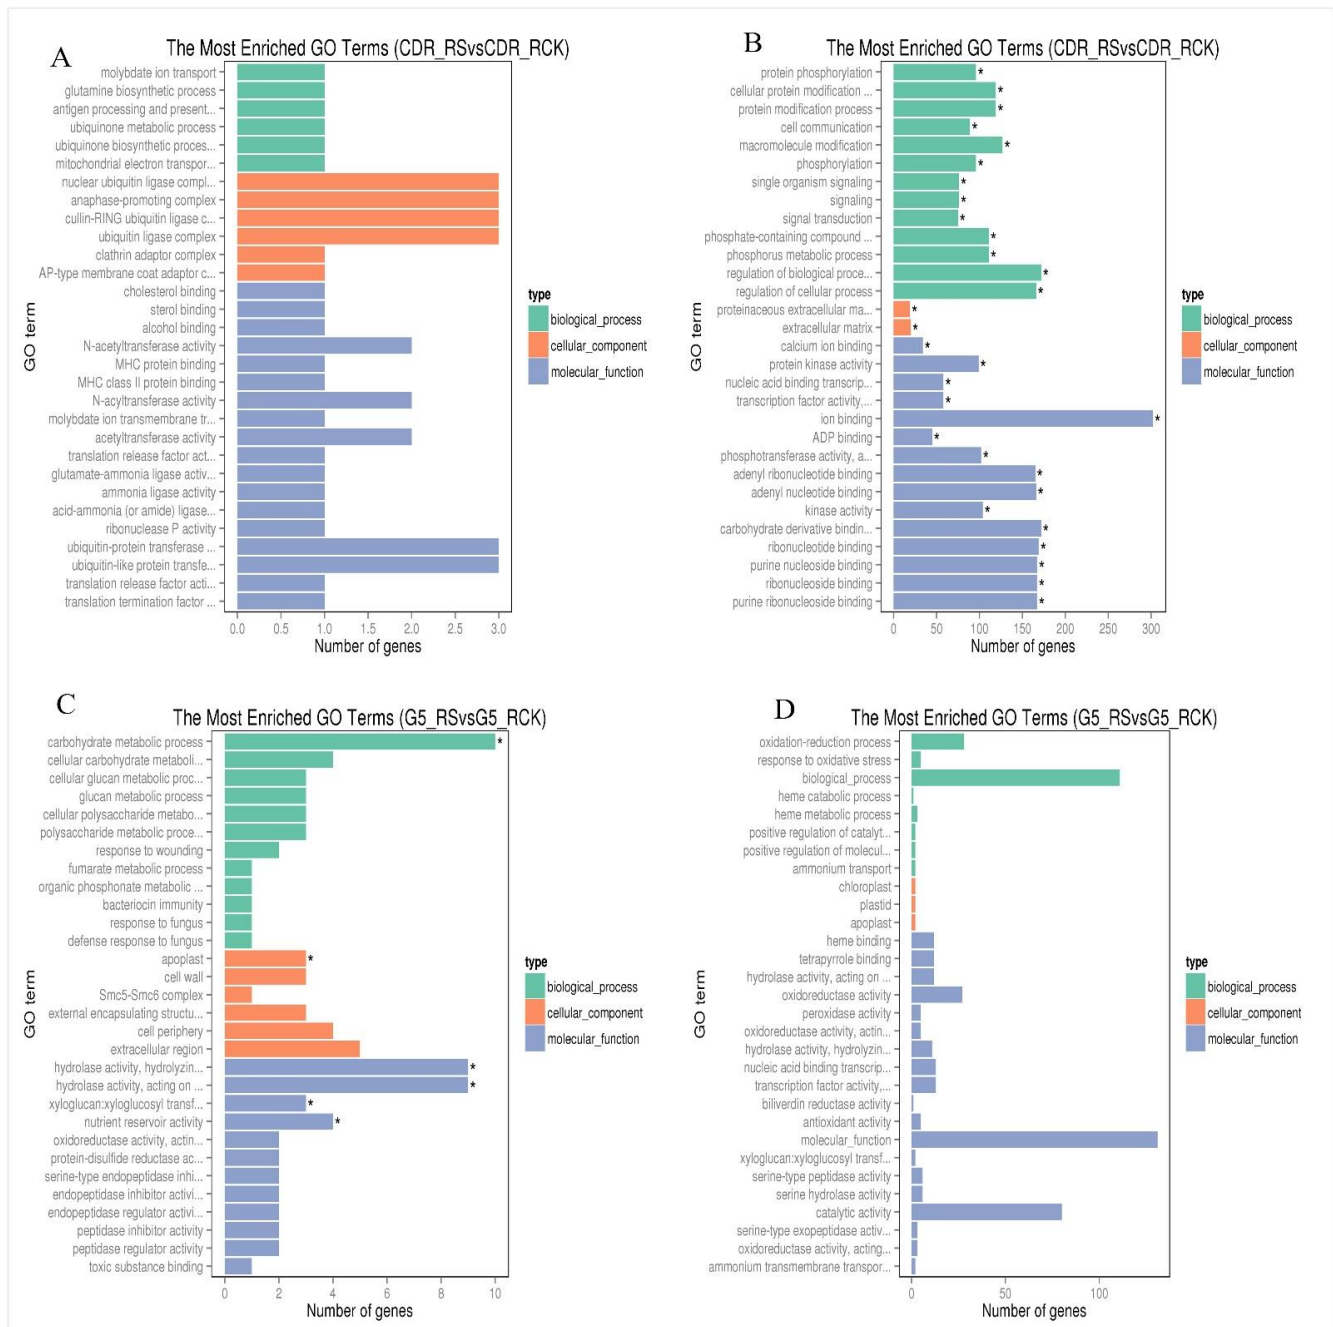 A
The Most Enriched GO Terms (CDR_RSvsCDR_RCK)
molybdate ion transport
glutamine biosynthetic process
antigen processing and present...
ubiquinone metabolic process
ubiquinone biosynthetic proces...
mitochondrial electron transpor...
nuclear ubiquitin ligase compl...
anaphase-promoting complex
cullin-RING ubiquitin ligase c...
ubiquitin ligase complex
clathrin adaptor complex
AP-type membrane coat adaptor c...
cholesterol binding
sterol binding
alcohol binding
N-acetyltransferase activity
MHC protein binding
MHC class II protein binding
N-acyltransferase activity
molybdate ion transmembrane tr...
acetyltransferase activity
translation release factor act...
glutamate-ammonia ligase activ...
ammonia ligase activity
acid-ammonia (or amide) ligase...
ribonuclease P activity
ubiquitin-protein transferase ...
ubiquitin-like protein transfe...
translation release factor acti...
translation termination factor ...
GO term
0.0 0.5 1.0 1.5 2.0 2.5 3.0
Number of genes
type
biological_process
cellular_component
molecular_function
B
The Most Enriched GO Terms (CDR_RSvsCDR_RCK)
protein phosphorylation *
cellular protein modification ... *
protein modification process *
cell communication *
macromolecule modification *
phosphorylation *
single organism signaling *
signaling *
signal transduction *
phosphate-containing compound ... *
phosphorus metabolic process *
regulation of biological proce... *
regulation of cellular process *
proteinaceous extracellular ma... *
extracellular matrix *
calcium ion binding *
protein kinase activity *
nucleic acid binding transcrip... *
transcription factor activity,... *
ion binding *
ADP binding *
phosphotransferase activity, a... *
adenyl ribonucleotide binding *
adenyl nucleotide binding *
kinase activity *
carbohydrate derivative bindin... *
ribonucleotide binding *
purine nucleoside binding *
ribonucleoside binding *
purine ribonucleoside binding *
GO term
0 50 100 150 200 250 300
Number of genes
type
biological_process
cellular_component
molecular_function
C
The Most Enriched GO Terms (G5_RSvsG5_RCK)
carbohydrate metabolic process *
cellular carbohydrate metaboli...
cellular glucan metabolic proc...
glucan metabolic process
cellular polysaccharide metabo...
polysaccharide metabolic proce...
response to wounding
fumarate metabolic process
organic phosphonate metabolic ...
bacteriocin immunity
response to fungus
defense response to fungus
apoplast *
cell wall
Smc5-Smc6 complex
external encapsulating structu...
cell periphery
extracellular region
hydrolase activity, hydrolyzin... *
hydrolase activity, acting on ... *
xyloglucan:xyloglucosyl transf... *
nutrient reservoir activity *
oxidoreductase activity, actin...
protein-disulfide reductase ac...
serine-type endopeptidase inhi...
endopeptidase inhibitor activi...
endopeptidase regulator activi...
peptidase inhibitor activity
peptidase regulator activity
toxic substance binding
GO term
0 2 4 6 8 10
Number of genes
type
biological_process
cellular_component
molecular_function
D
The Most Enriched GO Terms (G5_RSvsG5_RCK)
oxidation-reduction process
response to oxidative stress
biological_process
heme catabolic process
heme metabolic process
positive regulation of catalyt...
positive regulation of molecul...
ammonium transport
chloroplast
plastid
apoplast
heme binding
tetrapyrrole binding
hydrolase activity, acting on ...
oxidoreductase activity
peroxidase activity
oxidoreductase activity, actin...
hydrolase activity, hydrolyzin...
nucleic acid binding transcrip...
transcription factor activity,...
biliverdin reductase activity
antioxidant activity
molecular_function
xyloglucan:xyloglucosyl transf...
serine-type peptidase activity
serine hydrolase activity
catalytic activity
serine-type exopeptidase activ...
oxidoreductase activity, acting...
ammonium transmembrane transpor...
GO term
0 50 100
Number of genes
type
biological_process
cellular_component
molecular_function